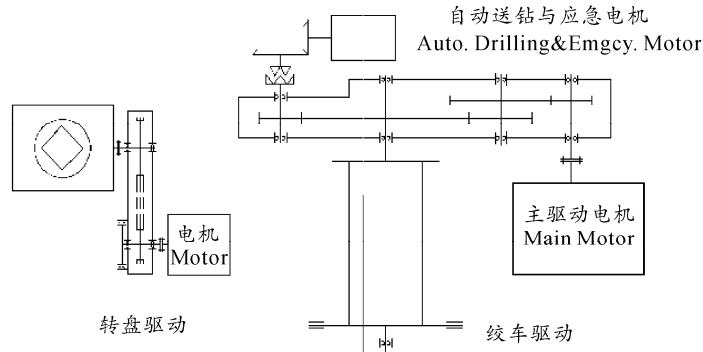 自动送钻与应急电机
Auto. Drilling&Emgcy. Motor
主驱动电机
Main Motor
电机
Motor
转盘驱动
绞车驱动